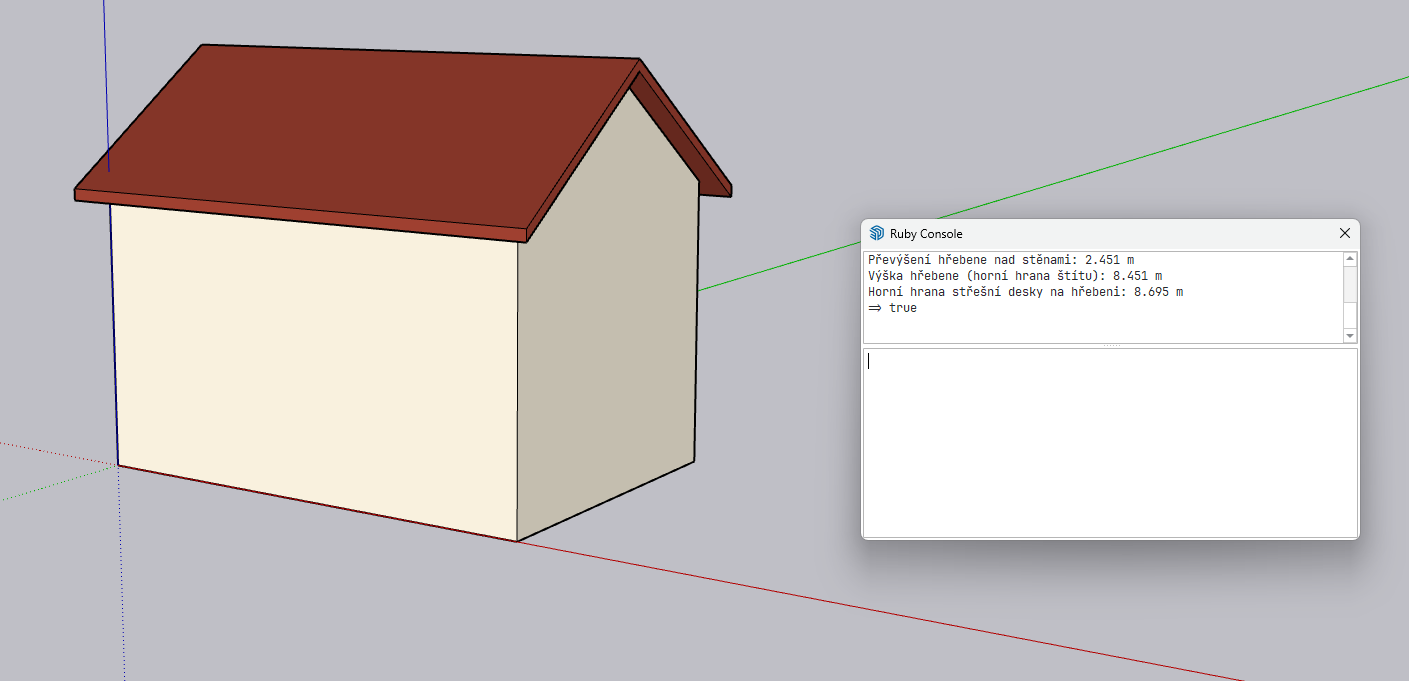 Ruby Console
Převýšení hřebene nad stěnami: 2.451 m
Výška hřebene (horní hrana štítu): 8.451 m
Horní hrana střešní desky na hřebeni: 8.695 m
=> true